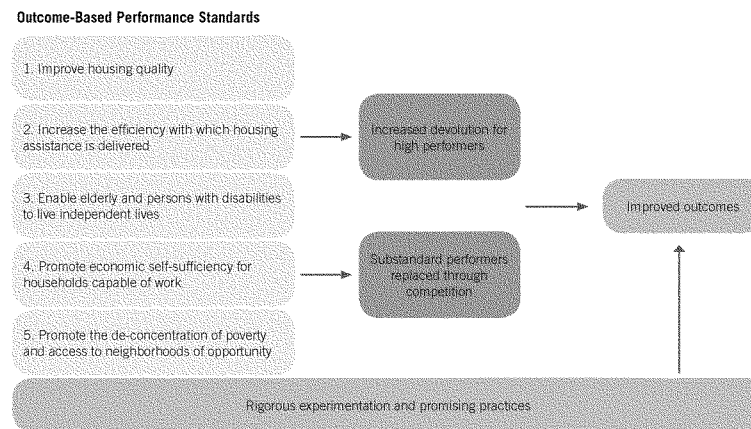 Outcome-Based Performance Standards
1. Improve housing quality
2. Increase the efficiency with which housing
assistance is delivered
3. Enable elderly and persons with disabilities
to live independent lives
4. Promote economic self-sufficiency for
households capable of work
5. Promote the de-concentration of poverty
and access to neighborhoods of opportunity
Increased devolution for
high performers
Substandard performers
replaced through
competition
Improved outcomes
Rigorous experimentation and promising practices